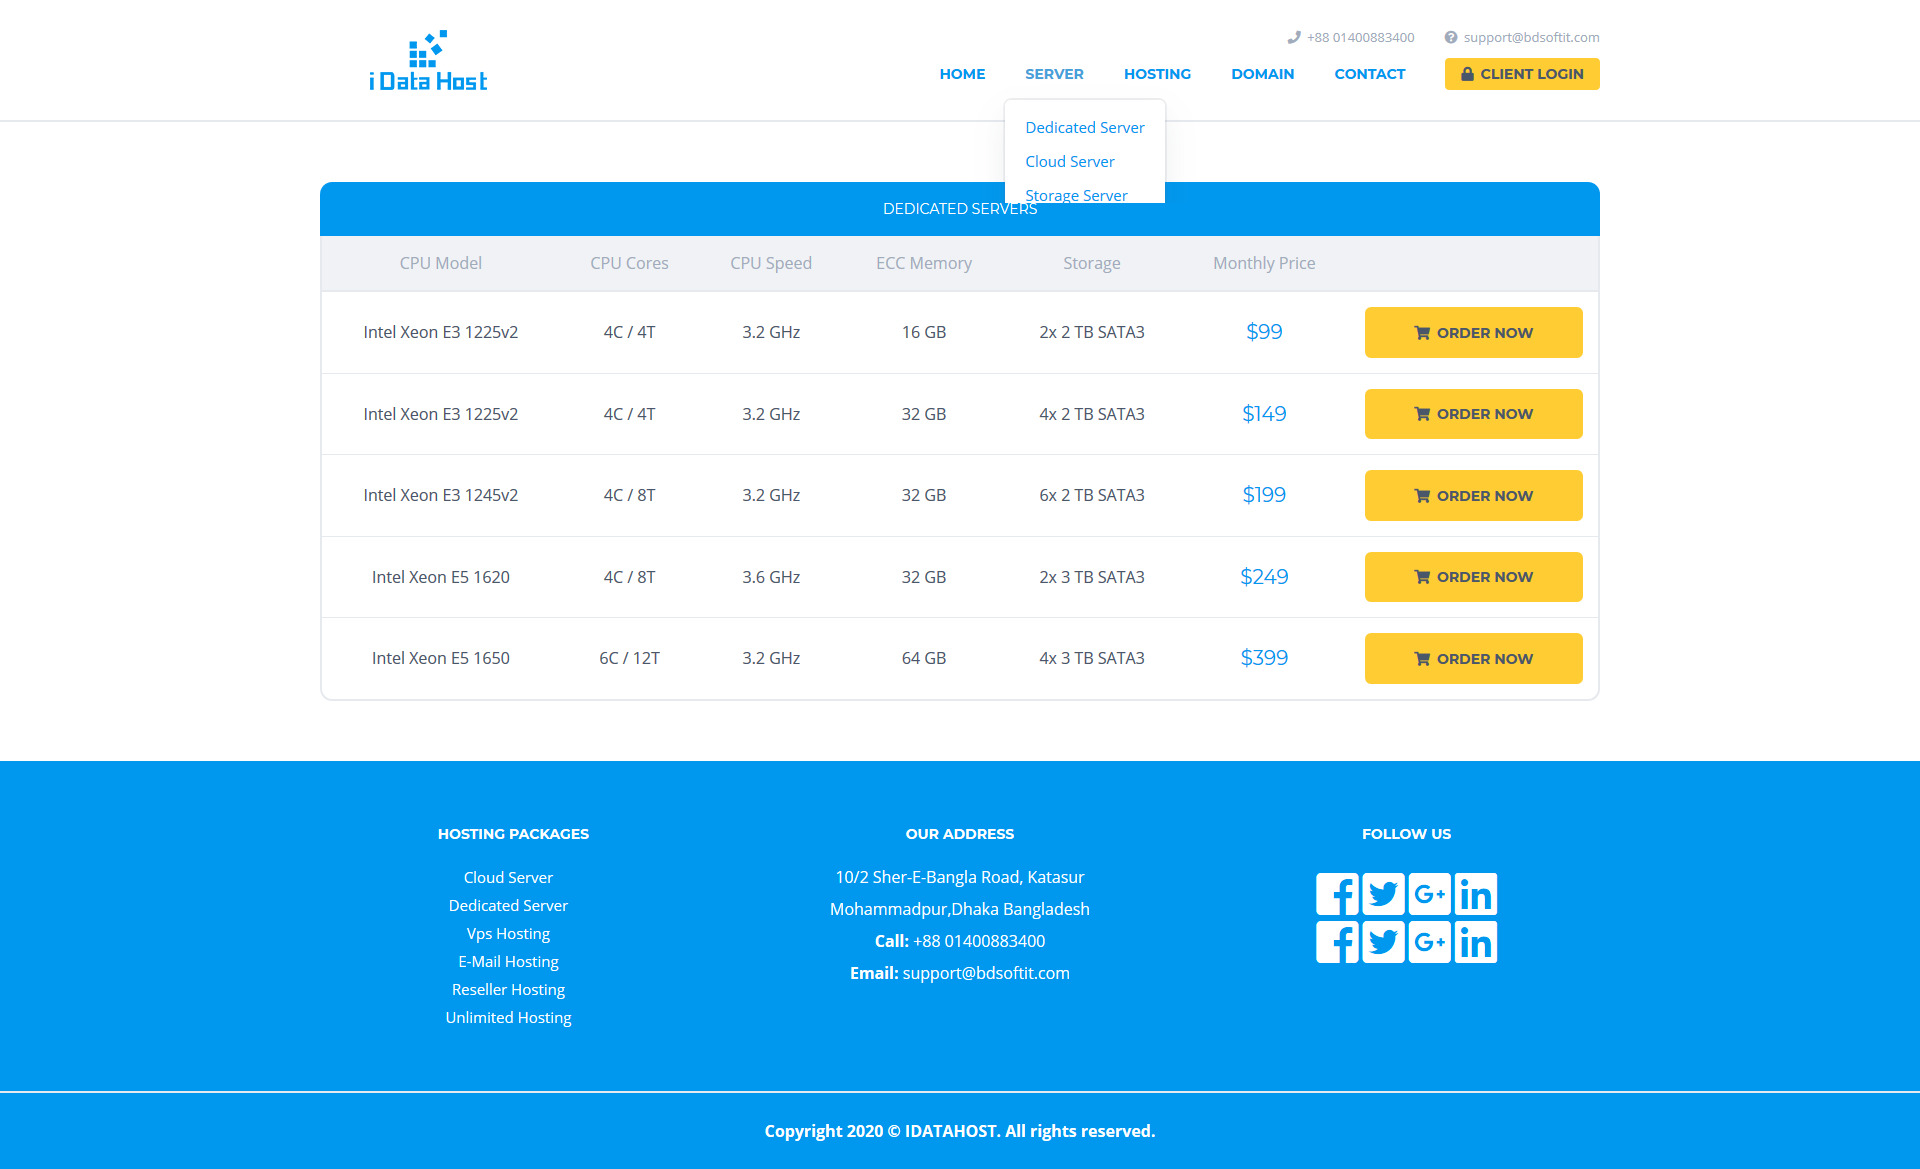 i Data Host
+88 01400883400 support@bdsoftit.com
HOME SERVER HOSTING DOMAIN CONTACT CLIENT LOGIN
Dedicated Server
Cloud Server
Storage Server
DEDICATED SERVERS
CPU Model CPU Cores CPU Speed ECC Memory Storage Monthly Price
Intel Xeon E3 1225v2 4C / 4T 3.2 GHz 16 GB 2x 2 TB SATA3 $99 ORDER NOW
Intel Xeon E3 1225v2 4C / 4T 3.2 GHz 32 GB 4x 2 TB SATA3 $149 ORDER NOW
Intel Xeon E3 1245v2 4C / 8T 3.2 GHz 32 GB 6x 2 TB SATA3 $199 ORDER NOW
Intel Xeon E5 1620 4C / 8T 3.6 GHz 32 GB 2x 3 TB SATA3 $249 ORDER NOW
Intel Xeon E5 1650 6C / 12T 3.2 GHz 64 GB 4x 3 TB SATA3 $399 ORDER NOW
HOSTING PACKAGES
Cloud Server
Dedicated Server
Vps Hosting
E-Mail Hosting
Reseller Hosting
Unlimited Hosting
OUR ADDRESS
10/2 Sher-E-Bangla Road, Katasur
Mohammadpur,Dhaka Bangladesh
Call: +88 01400883400
Email: support@bdsoftit.com
FOLLOW US
Copyright 2020 © IDATAHOST. All rights reserved.